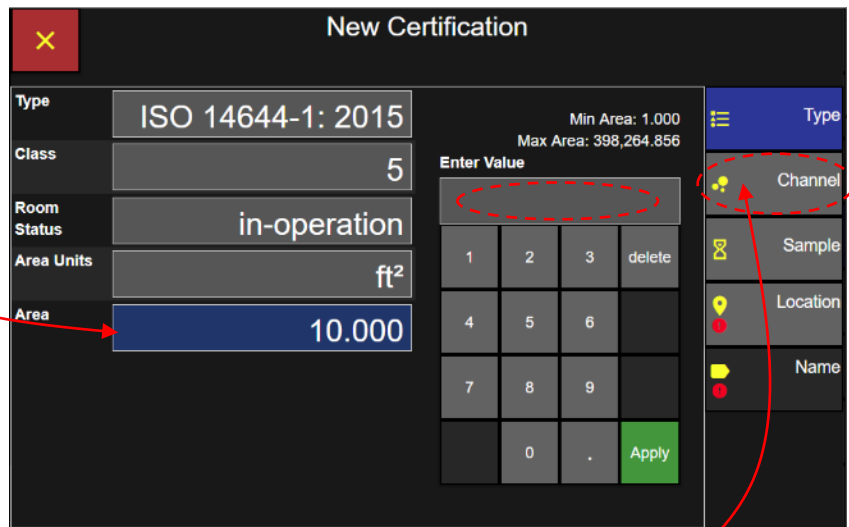 New Certification
Type
ISO 14644-1: 2015
Class
5
Room
Status
in-operation
Area Units
ft²
Area
10.000
Min Area: 1.000
Max Area: 398,264.856
Enter Value
1 2 3 delete
4 5 6
7 8 9
0 . Apply
Type
Channel
Sample
Location
Name